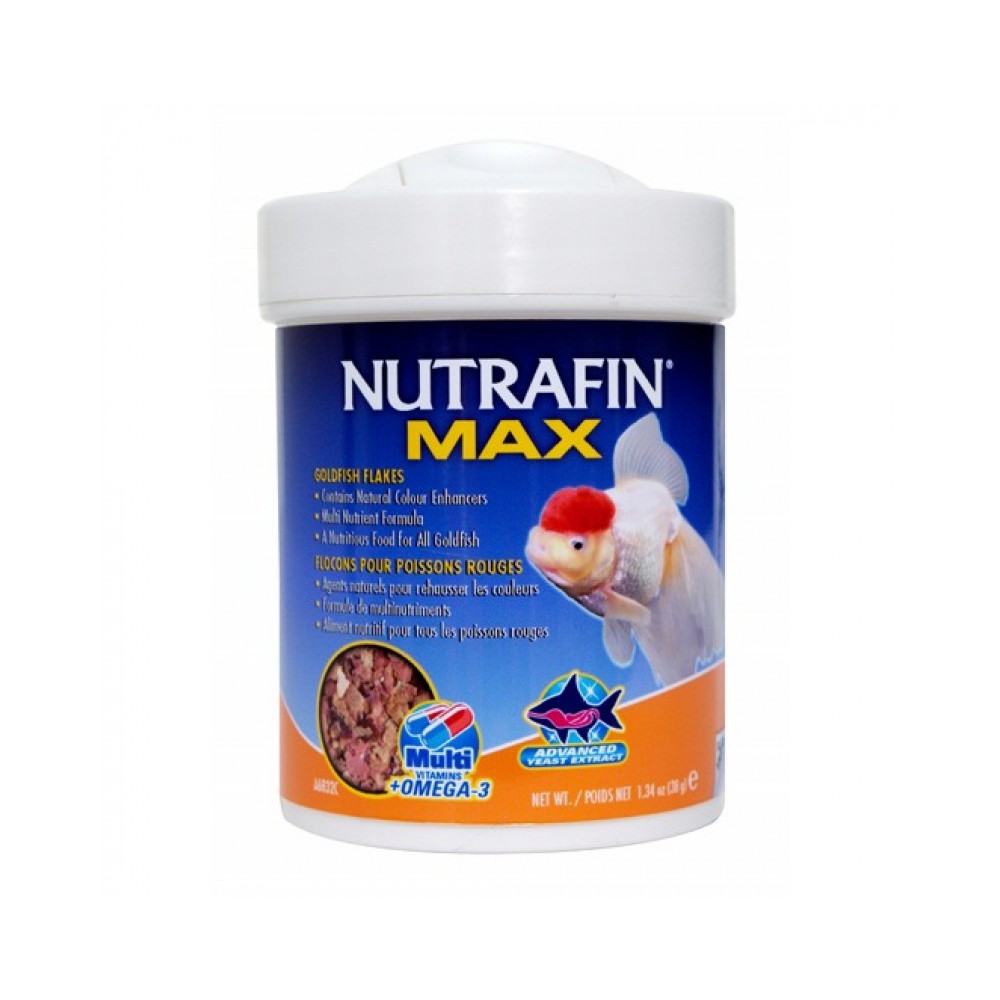 NUTRAFIN®
MAX
GOLDFISH FLAKES
• Contains Natural Colour Enhancers
• Multi Nutrient Formula
• A Nutritious Food For All Goldfish
FLOCONS POUR POISSONS ROUGES
• Agents naturels pour réhausser les couleurs
• Formule de multinutriments
• Aliment nutritif pour tous les poissons rouges
Multi
VITAMINS
+OMEGA-3
ADVANCED
YEAST EXTRACT
NET WT. / POIDS NET 1.34 oz (38 g) e